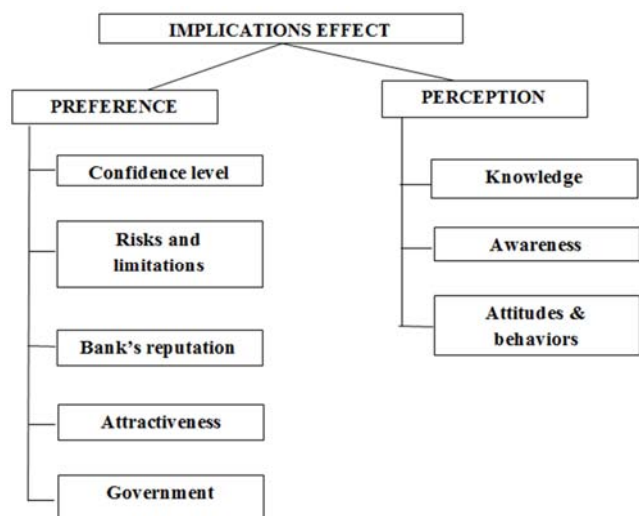 IMPLICATIONS EFFECT
PREFERENCE
Confidence level
Risks and
limitations
Bank’s reputation
Attractiveness
Government
PERCEPTION
Knowledge
Awareness
Attitudes &
behaviors